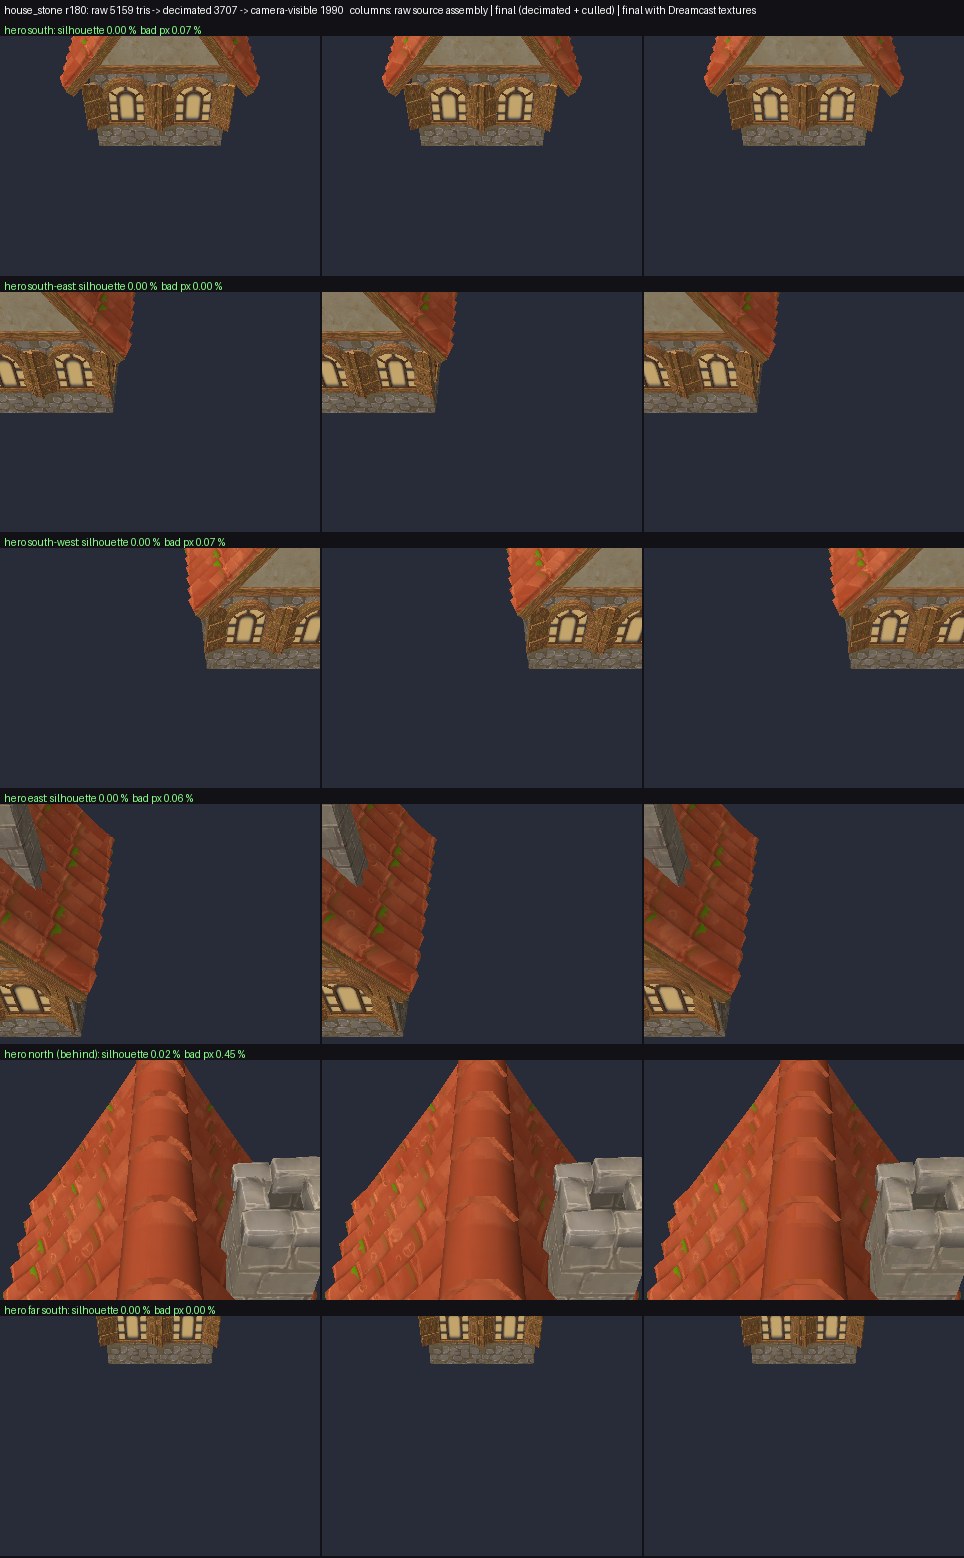 house_stone r180: raw 5159 tris -> decimated 3707 -> camera-visible 1990 columns: raw source assembly | final (decimated + culled) | final with Dreamcast textures
hero south: silhouette 0.00 % bad px 0.07 %
hero south-east: silhouette 0.00 % bad px 0.00 %
hero south-west: silhouette 0.00 % bad px 0.07 %
hero east: silhouette 0.00 % bad px 0.06 %
hero north (behind): silhouette 0.02 % bad px 0.45 %
hero far south: silhouette 0.00 % bad px 0.00 %